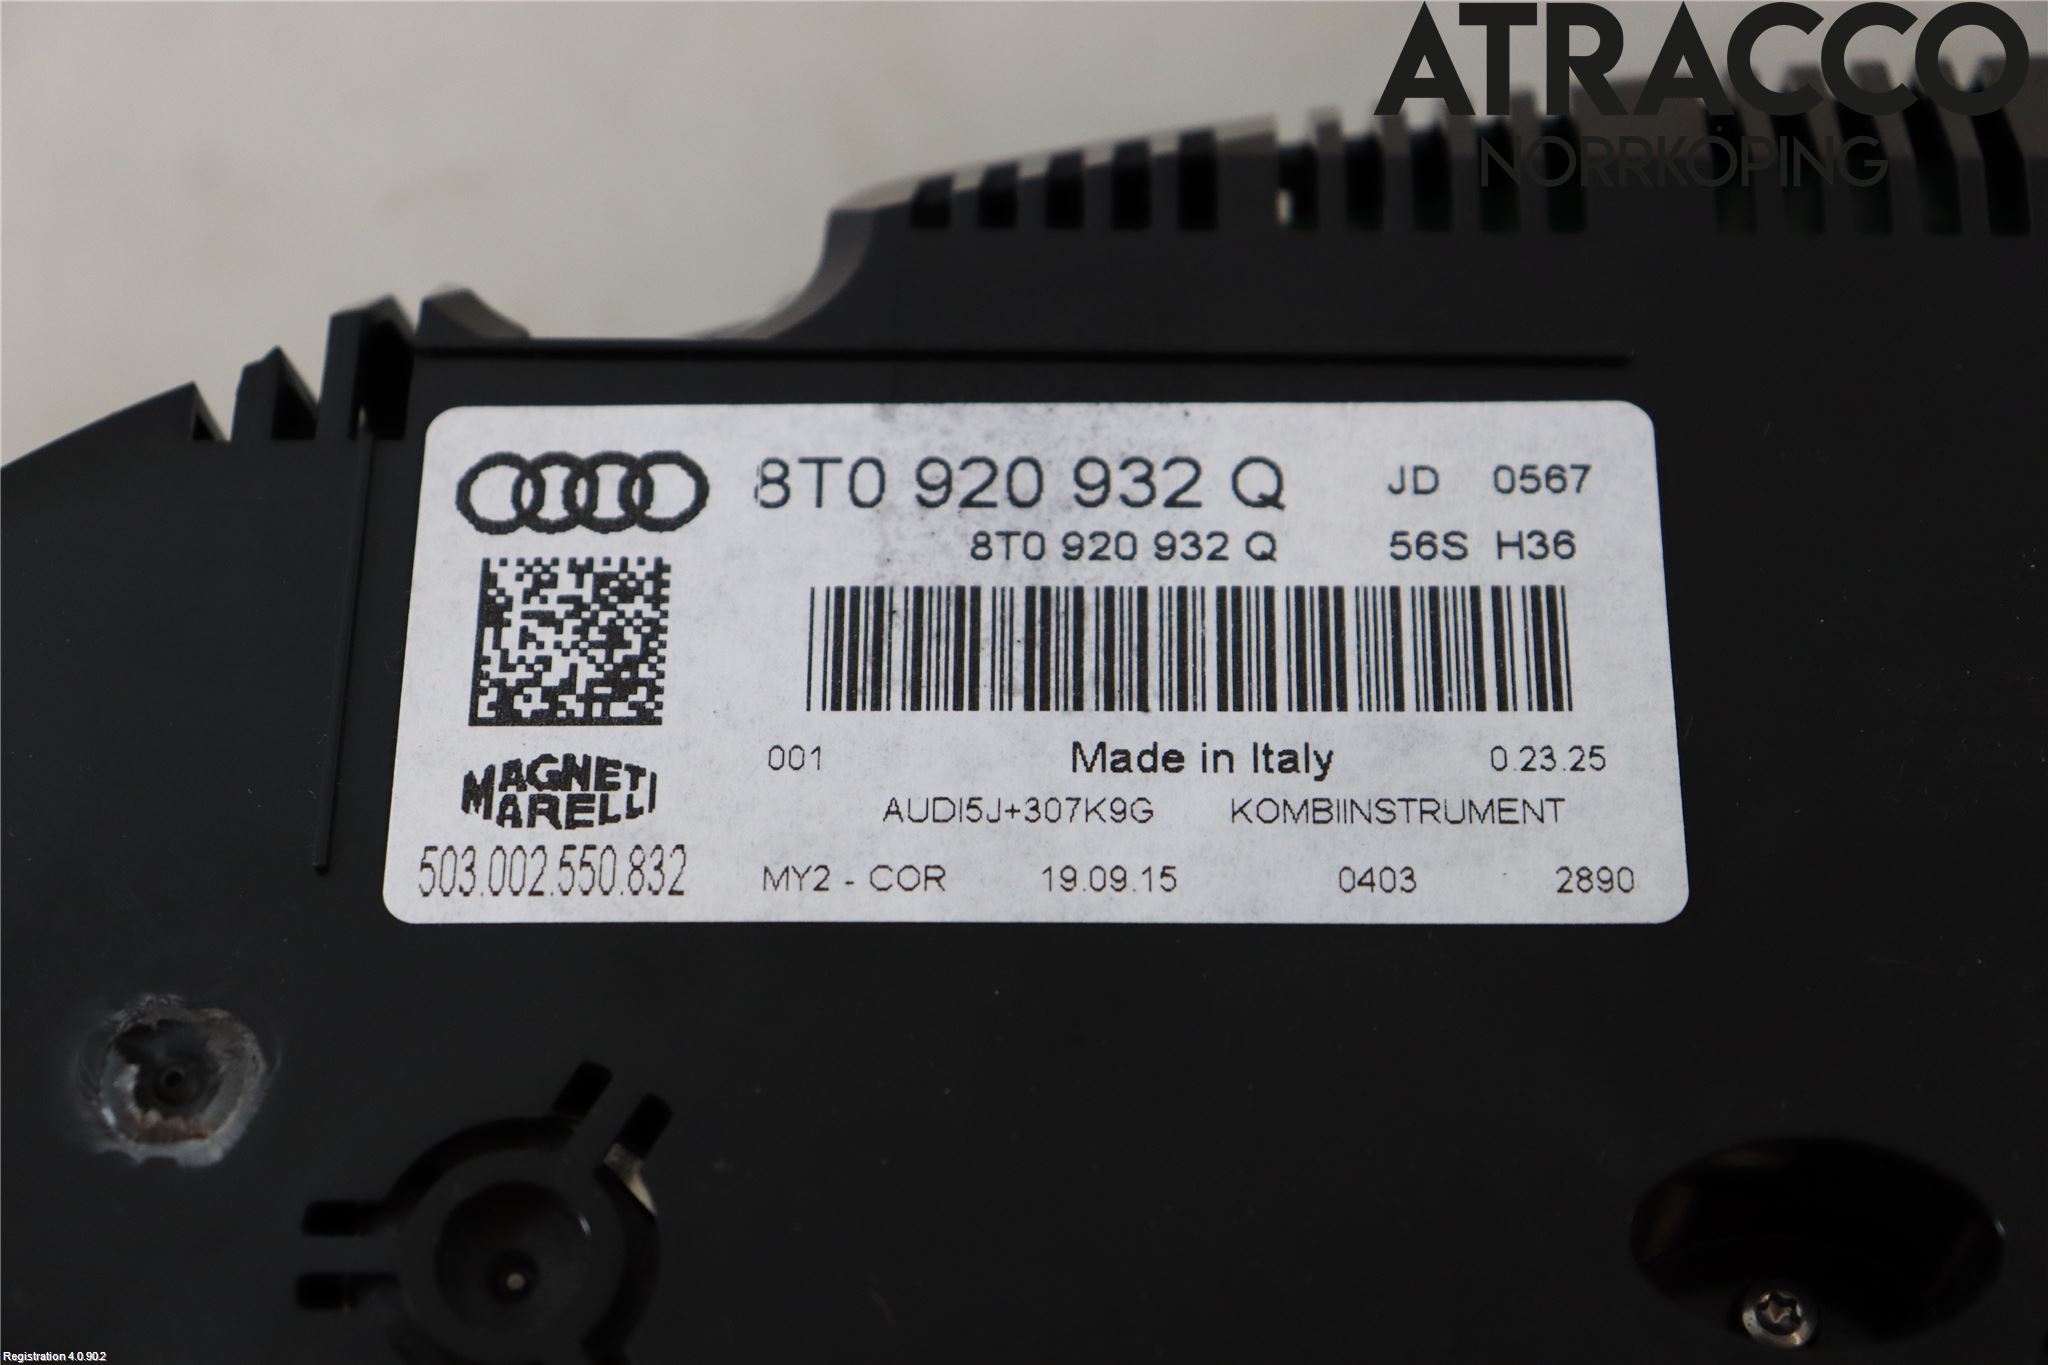 ATRACCO
NORRKÖPING
8T0 920 932 Q JD 0567
8T0 920 932 Q 56S H36
001 Made in Italy 0.23.25
MAGNETI
MARELLI
AUDI5J+307K9G KOMBIINSTRUMENT
503.002.550.832 MY2 - COR 19.09.15 0403 2890
Registration 4.0.90.2